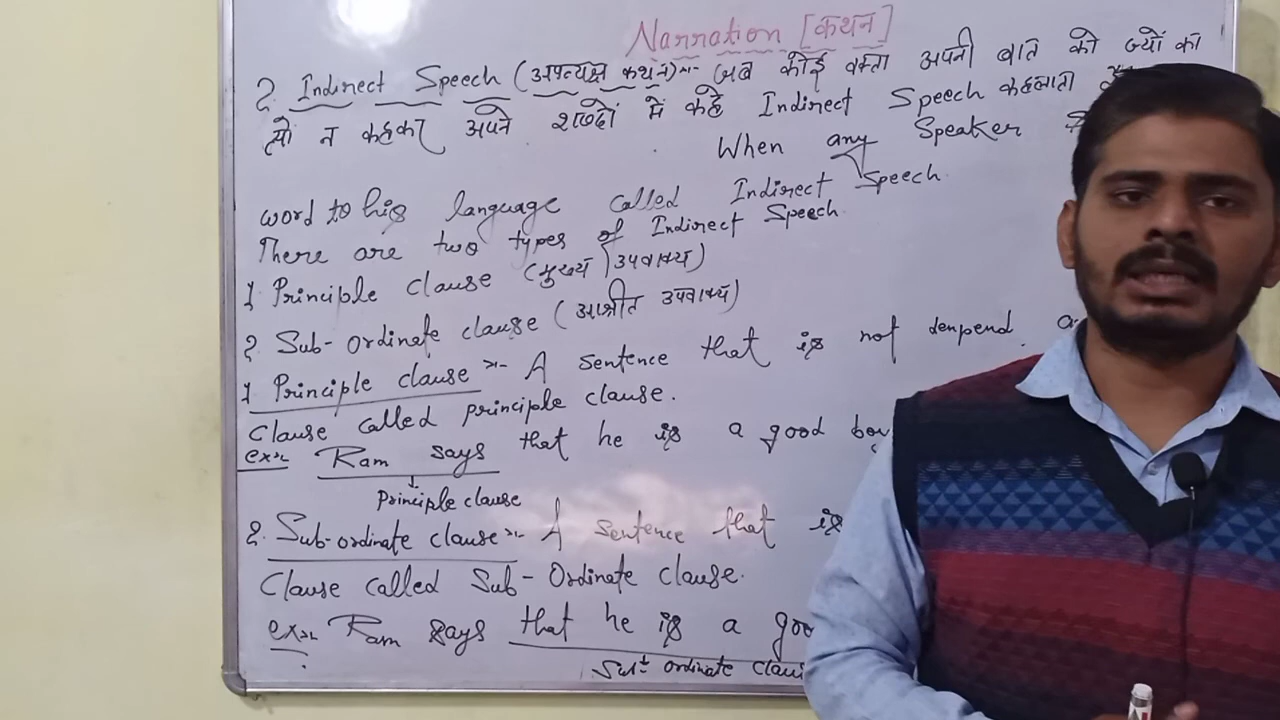 Narration [कथन]
2. Indirect Speech (अप्रत्यक्ष कथन) :- जब कोई वक्ता अपनी बात को ज्यों का
त्यो न कहकर अपने शब्दों में कहे Indirect Speech कहलाता
When any Speaker
word to his language called Indirect Speech
There are two types of Indirect Speech
1 Principle clause (मुख्य उपवाक्य)
2. Sub-ordinate clause (आश्रीत उपवाक्य)
1 Principle clause :- A sentence that is not denpend
Clause called principle clause.
ex:- Ram says that he is a good boy
Principle clause
2. Sub-ordinate clause :- A sentence that is
Clause called Sub-Ordinate clause.
ex:- Ram says that he is a
Sub ordinate